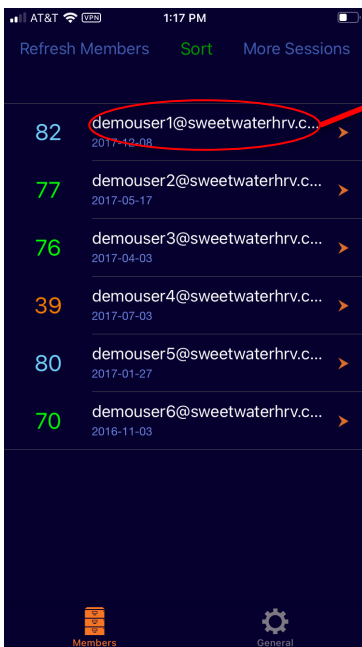 AT&T VPN 1:17 PM
Refresh Members Sort More Sessions
82 demouser1@sweetwaterhrv.c...
2017-12-08
77 demouser2@sweetwaterhrv.c...
2017-05-17
76 demouser3@sweetwaterhrv.c...
2017-04-03
39 demouser4@sweetwaterhrv.c...
2017-07-03
80 demouser5@sweetwaterhrv.c...
2017-01-27
70 demouser6@sweetwaterhrv.c...
2016-11-03
Members General